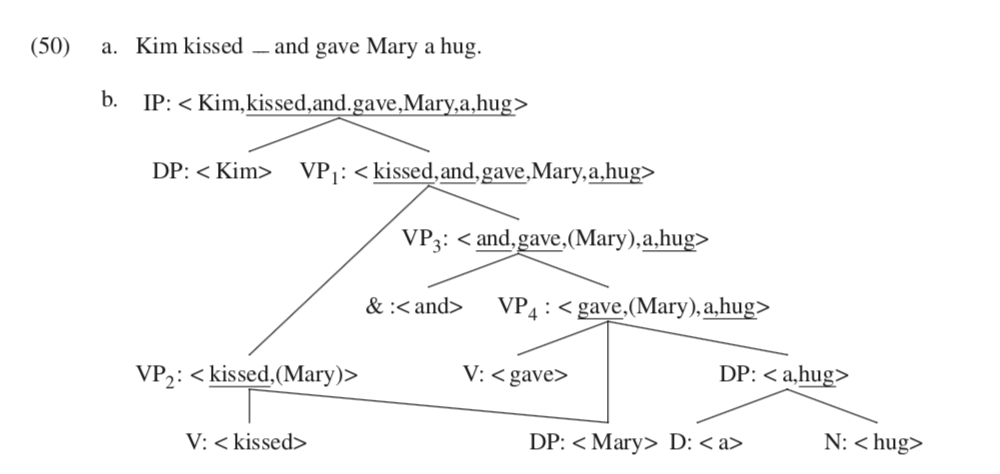 (50) a. Kim kissed _ and gave Mary a hug.
b. IP: < Kim,kissed,and.gave,Mary,a,hug>
DP: < Kim> VP1: < kissed,and,gave,Mary,a,hug>
VP3: < and,gave,(Mary),a,hug>
& :< and> VP4 : < gave,(Mary),a,hug>
VP2: < kissed,(Mary)> V: < gave> DP: < a,hug>
V: < kissed> DP: < Mary> D: < a> N: < hug>